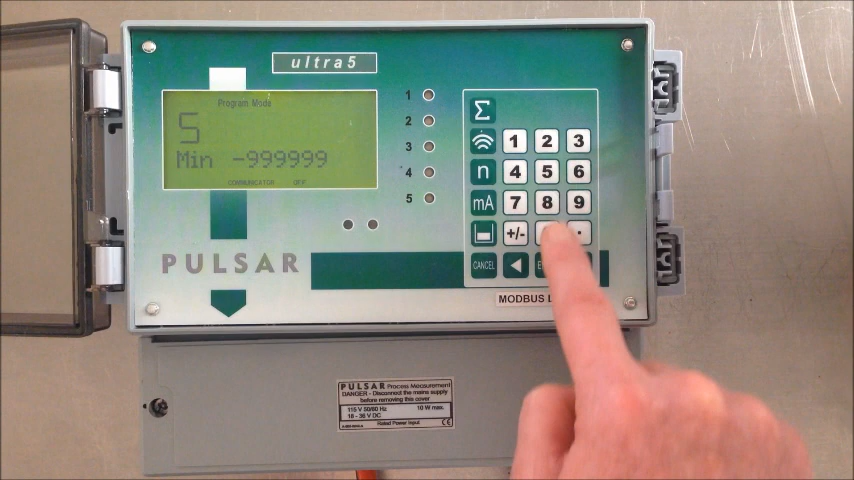 ultra5
Program Mode
5
Min -999999
COMMUNICATOR OFF
1
2
3
4
5
Σ
1 2 3
n 4 5 6
mA 7 8 9
+/- .
CANCEL
PULSAR
MODBUS
PULSAR Process Measurement
DANGER - Disconnect the mains supply
before removing this cover
115 V 50/60 Hz 10 W max.
18 - 36 V DC
Rated Power Input CE